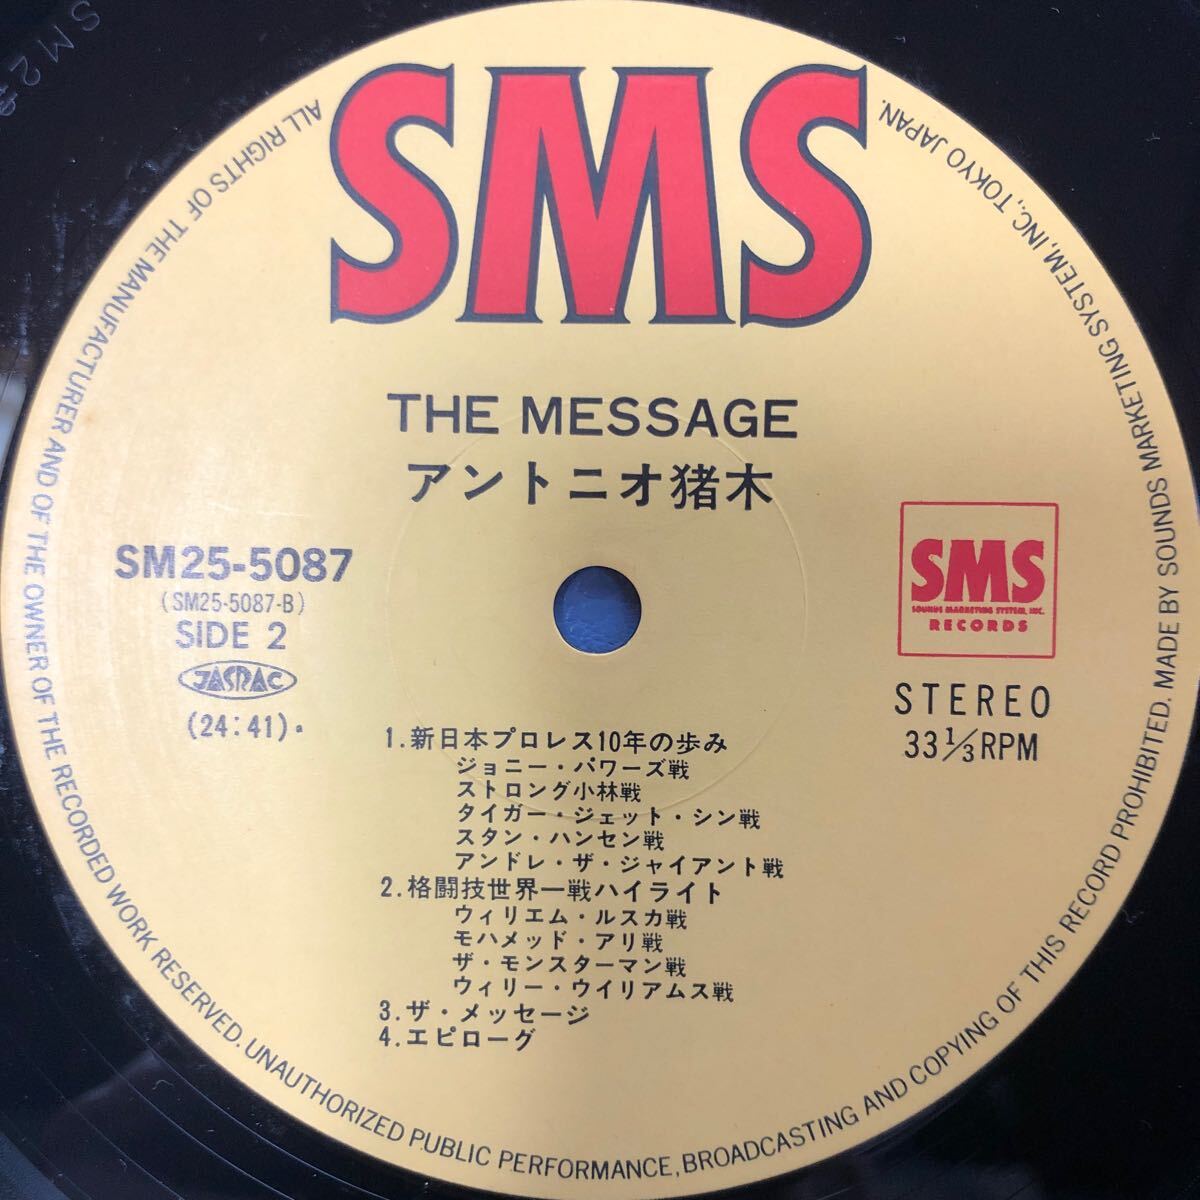 SMS
THE MESSAGE
アントニオ猪木
SM25-5087
(SM25-5087-B)
SIDE 2
JASRAC
(24:41)・
SMS
SOUNDS MARKETING SYSTEM, INC.
RECORDS
STEREO
33 1/3 RPM
1.新日本プロレス10年の歩み
ジョニー・パワーズ戦
ストロング小林戦
タイガー・ジェット・シン戦
スタン・ハンセン戦
アンドレ・ザ・ジャイアント戦
2.格闘技世界一戦ハイライト
ウィリエム・ルスカ戦
モハメッド・アリ戦
ザ・モンスターマン戦
ウィリー・ウイリアムス戦
3.ザ・メッセージ
4.エピローグ
ALL RIGHTS OF THE MANUFACTURER AND OF THE OWNER OF THE RECORDED WORK RESERVED. UNAUTHORIZED PUBLIC PERFORMANCE, BROADCASTING AND COPYING OF THIS RECORD PROHIBITED. MADE BY SOUNDS MARKETING SYSTEM, INC., TOKYO JAPAN.